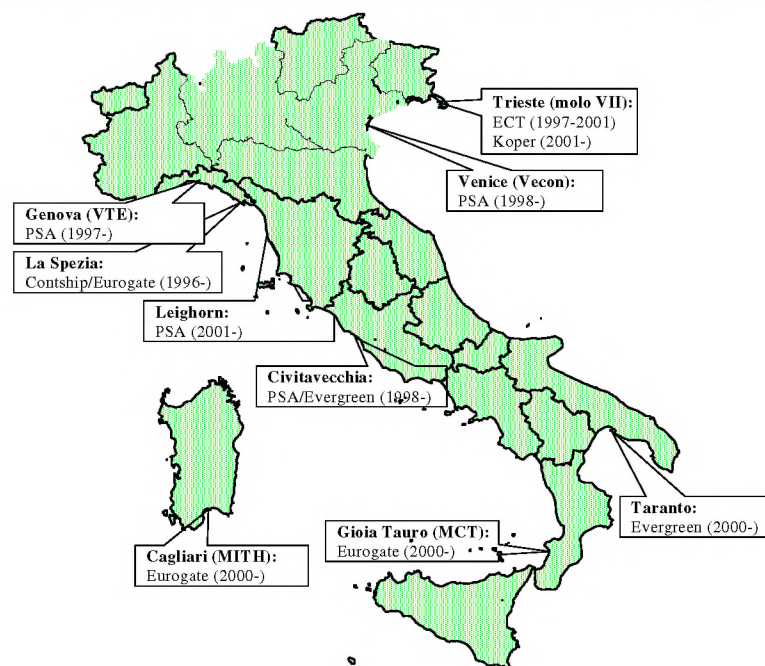 Trieste (molo VII):
ECT (1997-2001)
Koper (2001-)
Venice (Vecon):
PSA (1998-)
Genova (VTE):
PSA (1997-)
La Spezia:
Contship/Eurogate (1996-)
Leighorn:
PSA (2001-)
Civitavecchia:
PSA/Evergreen (1998-)
Taranto:
Evergreen (2000-)
Gioia Tauro (MCT):
Eurogate (2000-)
Cagliari (MITH):
Eurogate (2000-)